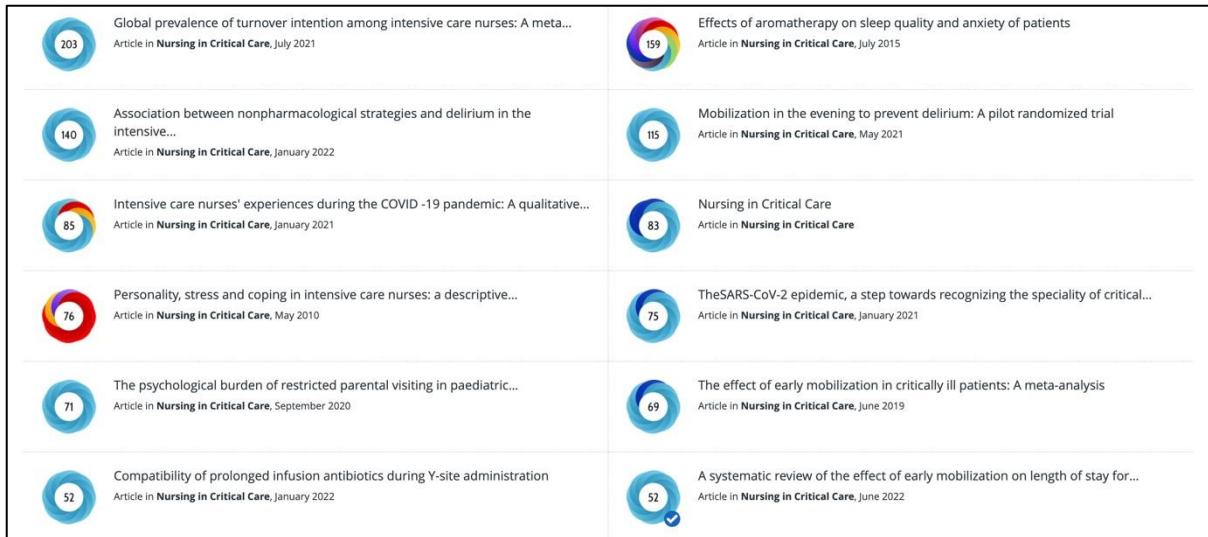 203
Global prevalence of turnover intention among intensive care nurses: A meta...
Article in Nursing in Critical Care, July 2021
159
Effects of aromatherapy on sleep quality and anxiety of patients
Article in Nursing in Critical Care, July 2015
140
Association between nonpharmacological strategies and delirium in the
intensive...
Article in Nursing in Critical Care, January 2022
115
Mobilization in the evening to prevent delirium: A pilot randomized trial
Article in Nursing in Critical Care, May 2021
85
Intensive care nurses' experiences during the COVID -19 pandemic: A qualitative...
Article in Nursing in Critical Care, January 2021
83
Nursing in Critical Care
Article in Nursing in Critical Care
76
Personality, stress and coping in intensive care nurses: a descriptive...
Article in Nursing in Critical Care, May 2010
75
TheSARS-CoV-2 epidemic, a step towards recognizing the speciality of critical...
Article in Nursing in Critical Care, January 2021
71
The psychological burden of restricted parental visiting in paediatric...
Article in Nursing in Critical Care, September 2020
69
The effect of early mobilization in critically ill patients: A meta-analysis
Article in Nursing in Critical Care, June 2019
52
Compatibility of prolonged infusion antibiotics during Y-site administration
Article in Nursing in Critical Care, January 2022
52
A systematic review of the effect of early mobilization on length of stay for...
Article in Nursing in Critical Care, June 2022